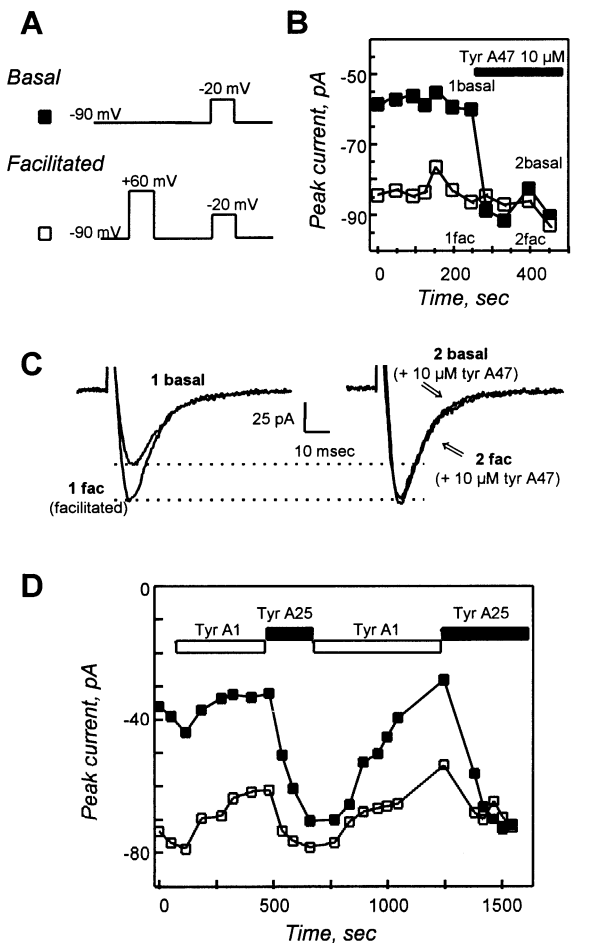 A
Basal
-90 mV
-20 mV
Facilitated
+60 mV
-90 mV
-20 mV
B
Tyr A47 10 µM
1basal
2basal
1fac
2fac
-50
-70
-90
Peak current, pA
0
200
400
Time, sec
C
1 basal
1 fac
(facilitated)
25 pA
10 msec
2 basal
(+ 10 µM tyr A47)
2 fac
(+ 10 µM tyr A47)
D
0
-40
-80
Peak current, pA
Tyr A1
Tyr A25
Tyr A1
Tyr A25
0
500
1000
1500
Time, sec